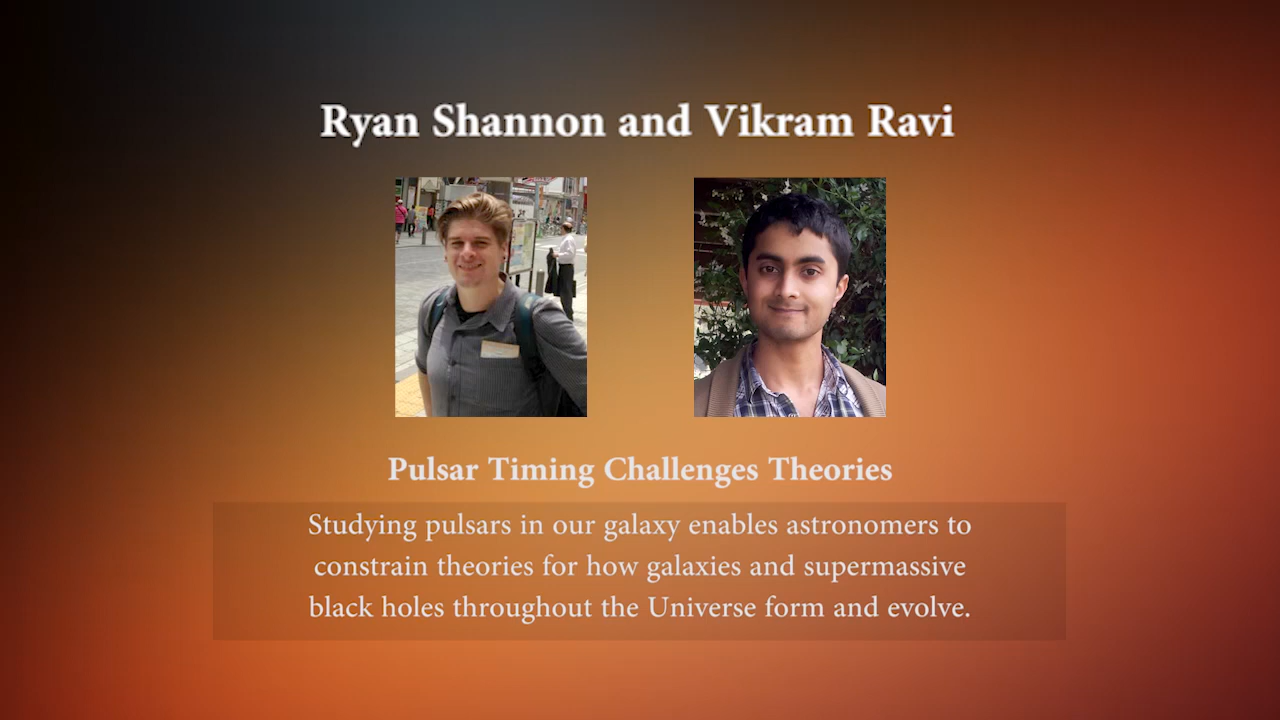 Ryan Shannon and Vikram Ravi
Pulsar Timing Challenges Theories
Studying pulsars in our galaxy enables astronomers to
constrain theories for how galaxies and supermassive
black holes throughout the Universe form and evolve.